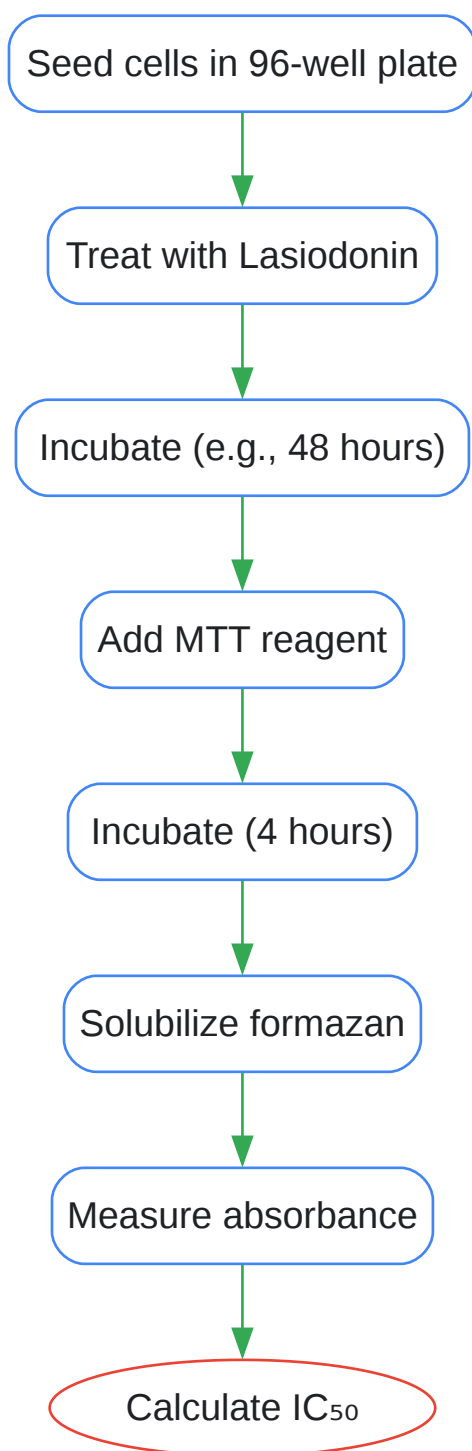 Seed cells in 96-well plate
Treat with Lasiodonin
Incubate (e.g., 48 hours)
Add MTT reagent
Incubate (4 hours)
Solubilize formazan
Measure absorbance
Calculate IC₅₀